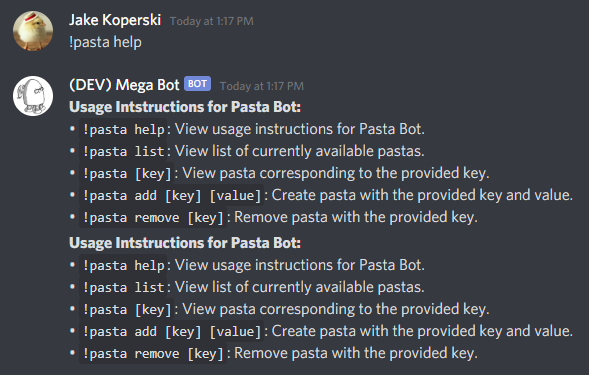 Jake Koperski Today at 1:17 PM
!pasta help
(DEV) Mega Bot BOT Today at 1:17 PM
Usage Intstructions for Pasta Bot:
• !pasta help: View usage instructions for Pasta Bot.
• !pasta list: View list of currently available pastas.
• !pasta [key]: View pasta corresponding to the provided key.
• !pasta add [key] [value]: Create pasta with the provided key and value.
• !pasta remove [key]: Remove pasta with the provided key.
Usage Intstructions for Pasta Bot:
• !pasta help: View usage instructions for Pasta Bot.
• !pasta list: View list of currently available pastas.
• !pasta [key]: View pasta corresponding to the provided key.
• !pasta add [key] [value]: Create pasta with the provided key and value.
• !pasta remove [key]: Remove pasta with the provided key.